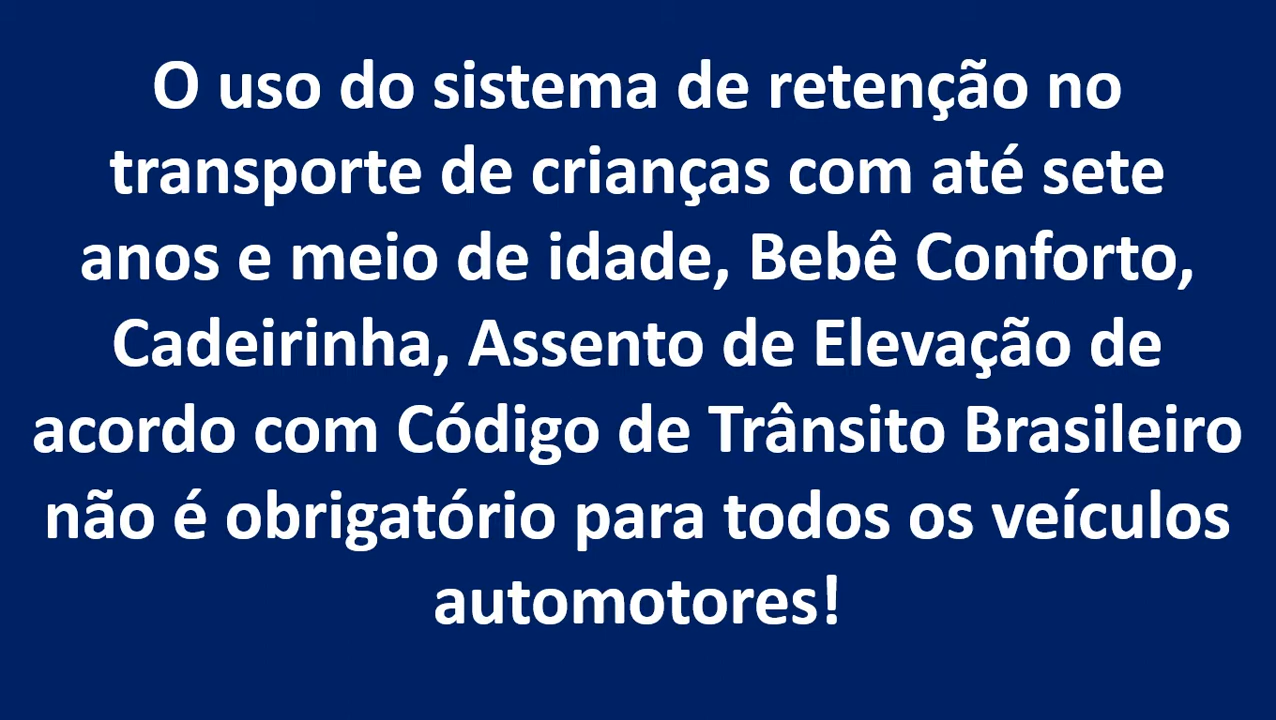 O uso do sistema de retenção no
transporte de crianças com até sete
anos e meio de idade, Bebê Conforto,
Cadeirinha, Assento de Elevação de
acordo com Código de Trânsito Brasileiro
não é obrigatório para todos os veículos
automotores!